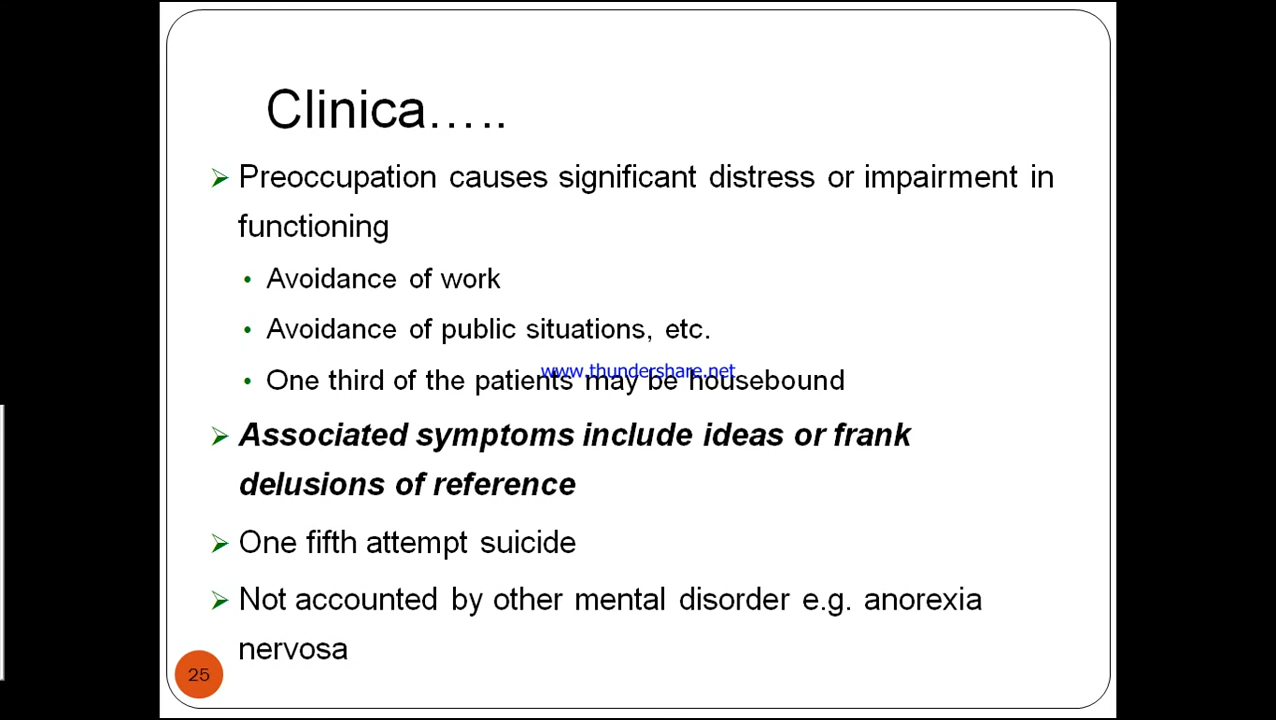 Clinica…..
➢ Preoccupation causes significant distress or impairment in
functioning
• Avoidance of work
• Avoidance of public situations, etc.
www.thundershare.net
• One third of the patients may be housebound
➢ Associated symptoms include ideas or frank
delusions of reference
➢ One fifth attempt suicide
➢ Not accounted by other mental disorder e.g. anorexia
nervosa
25